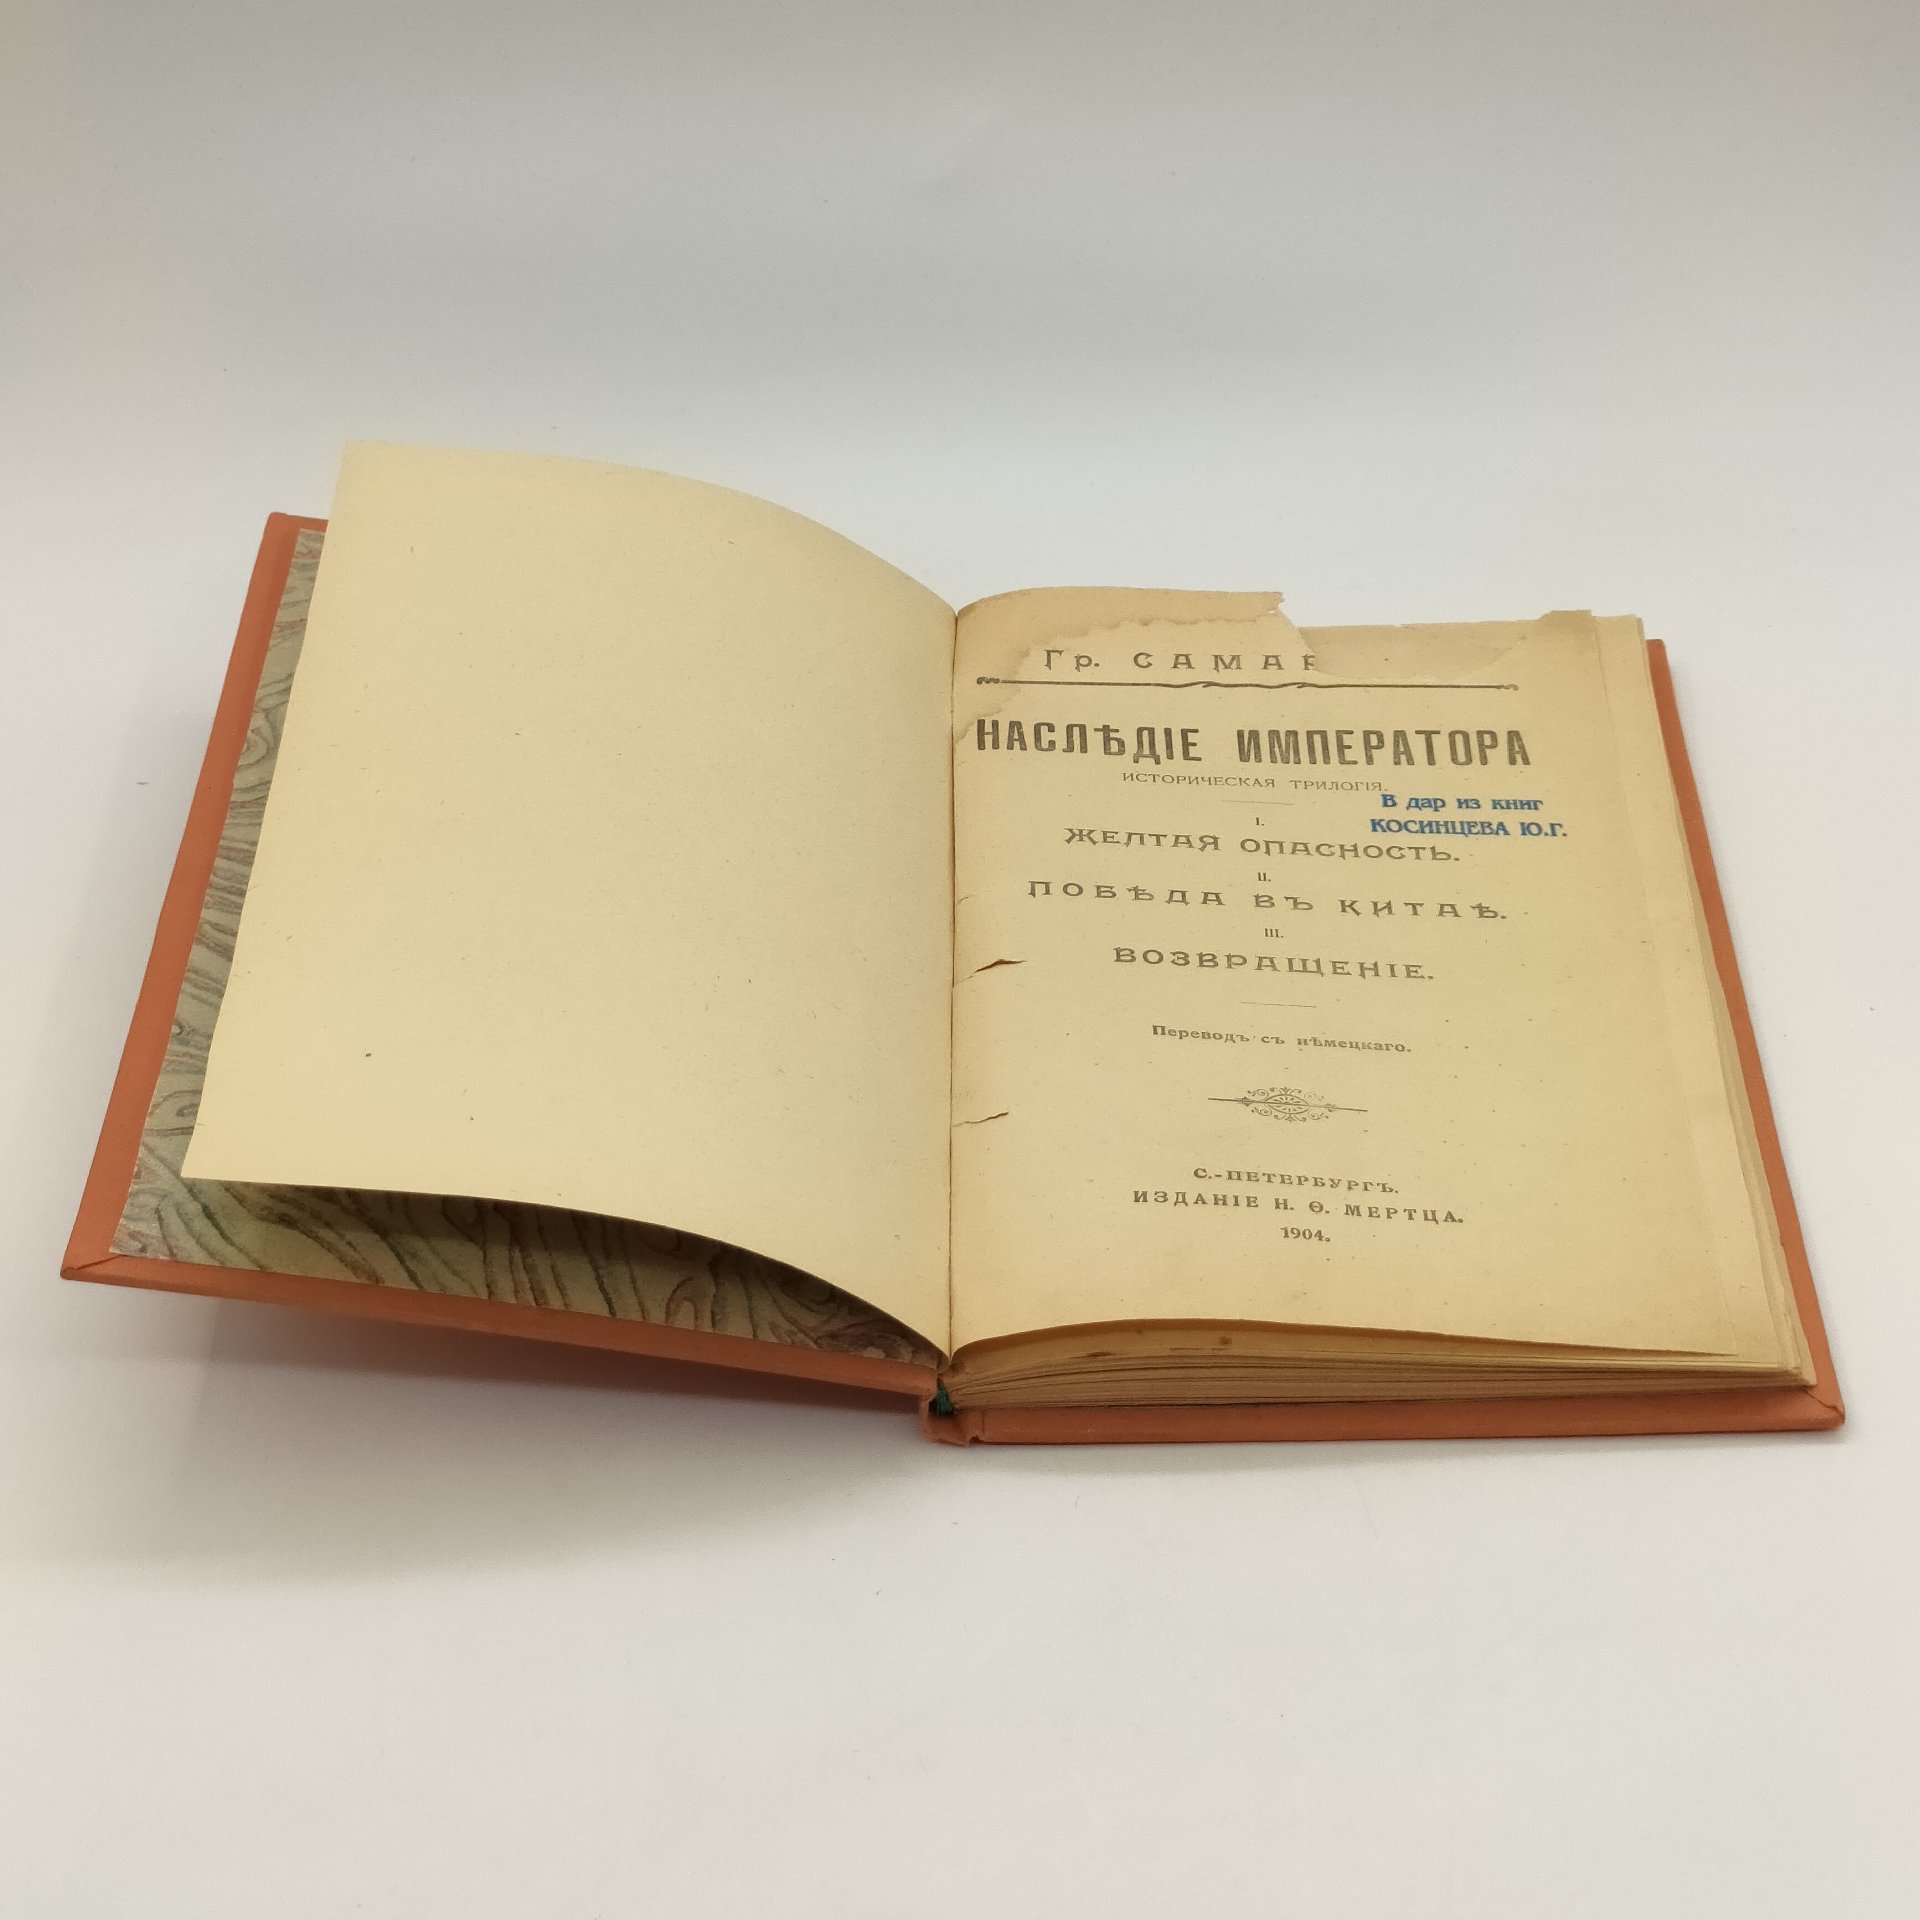 Гр. САМАР
НАСЛѢДІЕ ИМПЕРАТОРА
ИСТОРИЧЕСКАЯ ТРИЛОГІЯ.
В дар из книг
КОСИНЦЕВА Ю.Г.
I.
ЖЕЛТАЯ ОПАСНОСТЬ.
II.
ПОБѢДА ВЪ КИТАѢ.
III.
ВОЗВРАЩЕНІЕ.
Переводъ съ нѣмецкаго.
С.-ПЕТЕРБУРГЪ.
ИЗДАНІЕ Н. Ѳ. МЕРТЦА.
1904.